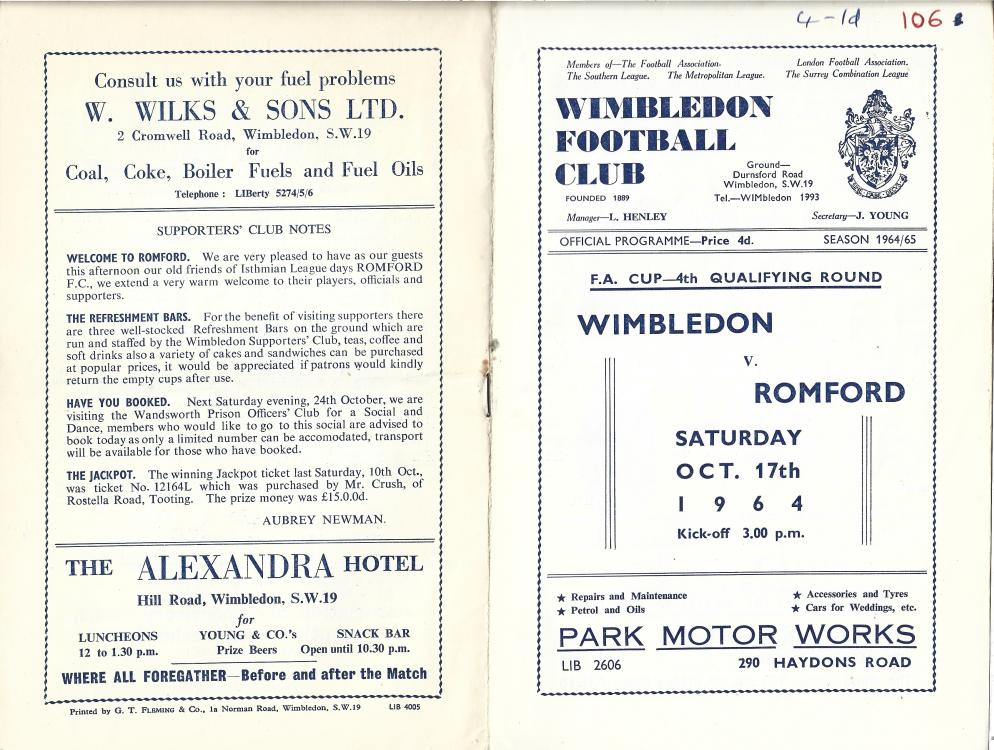 Consult us with your fuel problems
W. WILKS & SONS LTD.
2 Cromwell Road, Wimbledon, S.W.19
for
Coal, Coke, Boiler Fuels and Fuel Oils
Telephone : LIBerty 5274/5/6
SUPPORTERS' CLUB NOTES
WELCOME TO ROMFORD. We are very pleased to have as our guests
this afternoon our old friends of Isthmian League days ROMFORD
F.C., we extend a very warm welcome to their players, officials and
supporters.
THE REFRESHMENT BARS. For the benefit of visiting supporters there
are three well-stocked Refreshment Bars on the ground which are
run and staffed by the Wimbledon Supporters' Club, teas, coffee and
soft drinks also a variety of cakes and sandwiches can be purchased
at popular prices, it would be appreciated if patrons would kindly
return the empty cups after use.
HAVE YOU BOOKED. Next Saturday evening, 24th October, we are
visiting the Wandsworth Prison Officers' Club for a Social and
Dance, members who would like to go to this social are advised to
book today as only a limited number can be accomodated, transport
will be available for those who have booked.
THE JACKPOT. The winning Jackpot ticket last Saturday, 10th Oct.,
was ticket No. 12164L which was purchased by Mr. Crush, of
Rostella Road, Tooting. The prize money was £15.0.0d.
AUBREY NEWMAN.
THE ALEXANDRA HOTEL
Hill Road, Wimbledon, S.W.19
for
LUNCHEONS YOUNG & CO.'s SNACK BAR
12 to 1.30 p.m. Prize Beers Open until 10.30 p.m.
WHERE ALL FOREGATHER—Before and after the Match
Printed by G. T. FLEMING & Co., 1a Norman Road, Wimbledon, S.W.19 LIB 4005
4-1d 106
Members of—The Football Association. London Football Association.
The Southern League. The Metropolitan League. The Surrey Combination League
WIMBLEDON
FOOTBALL
CLUB
Ground—
Durnsford Road
Wimbledon, S.W.19
FOUNDED 1889 Tel.—WIMbledon 1993
Manager—L. HENLEY Secretary—J. YOUNG
OFFICIAL PROGRAMME—Price 4d. SEASON 1964/65
F.A. CUP—4th QUALIFYING ROUND
WIMBLEDON
V.
ROMFORD
SATURDAY
OCT. 17th
1 9 6 4
Kick-off 3.00 p.m.
★ Repairs and Maintenance ★ Accessories and Tyres
★ Petrol and Oils ★ Cars for Weddings, etc.
PARK MOTOR WORKS
LIB 2606 290 HAYDONS ROAD